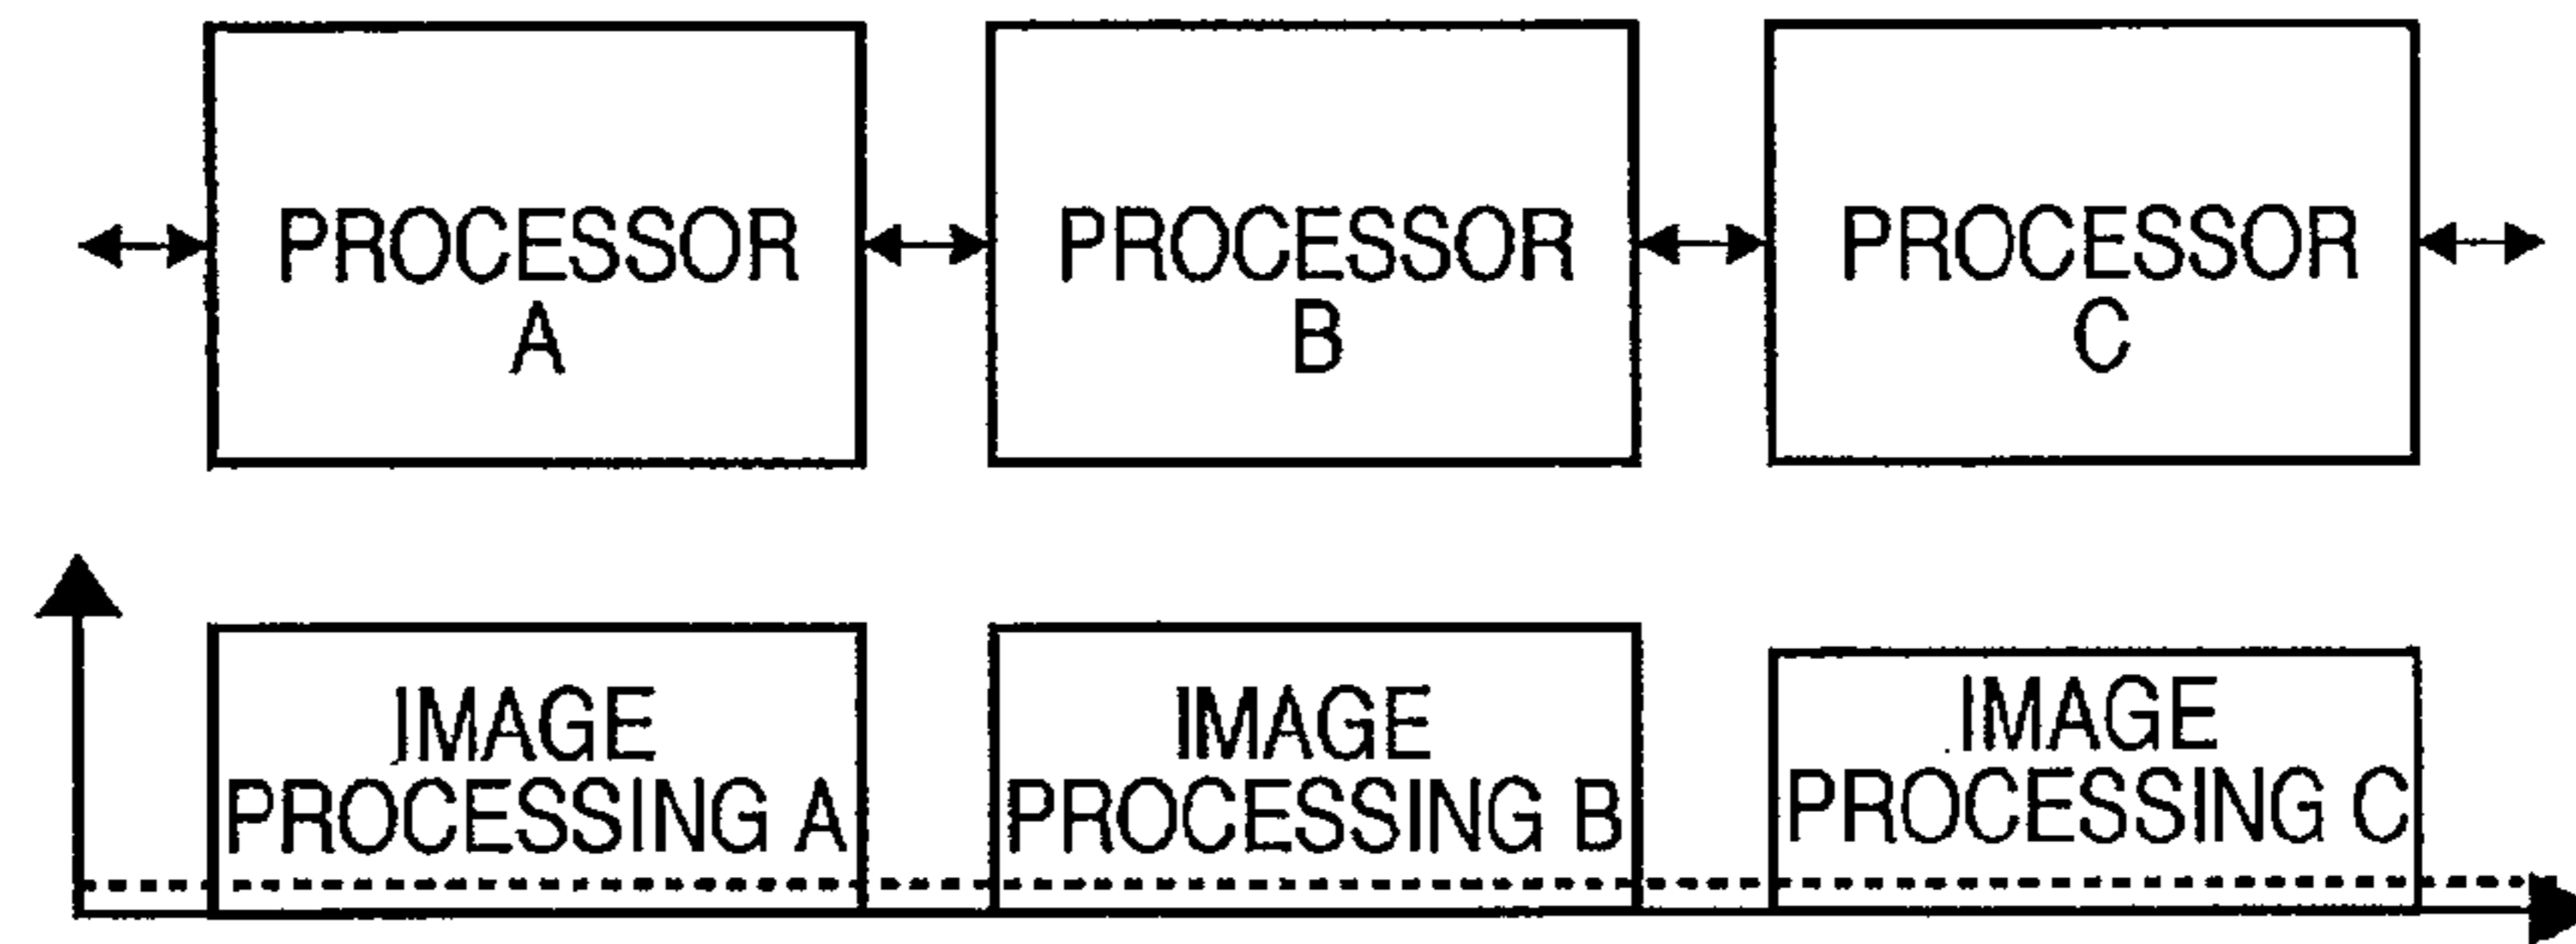 PROCESSOR
A
PROCESSOR
B
PROCESSOR
C
IMAGE
PROCESSING A
IMAGE
PROCESSING B
IMAGE
PROCESSING C